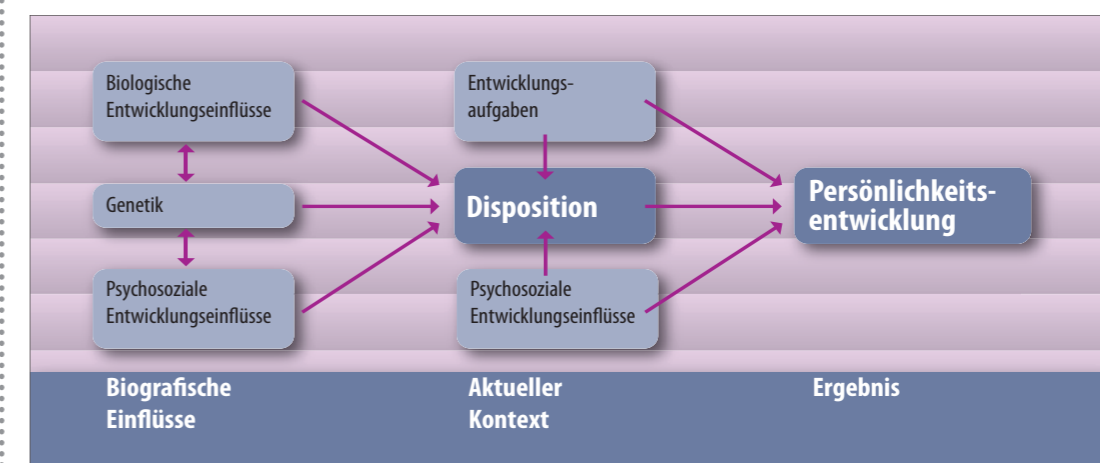 Biologische
Entwicklungseinflüsse
Genetik
Psychosoziale
Entwicklungseinflüsse
Entwicklungs-
aufgaben
Disposition
Psychosoziale
Entwicklungseinflüsse
Persönlichkeits-
entwicklung
Biografische
Einflüsse
Aktueller
Kontext
Ergebnis